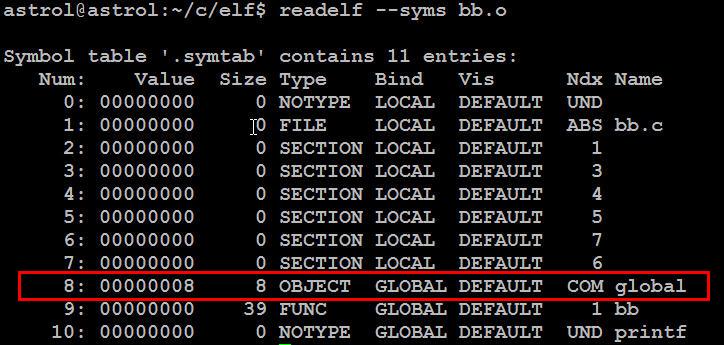 astrol@astrol:~/c/elf$ readelf --syms bb.o
Symbol table '.symtab' contains 11 entries:
Num: Value Size Type Bind Vis Ndx Name
0: 00000000 0 NOTYPE LOCAL DEFAULT UND
1: 00000000 0 FILE LOCAL DEFAULT ABS bb.c
2: 00000000 0 SECTION LOCAL DEFAULT 1
3: 00000000 0 SECTION LOCAL DEFAULT 3
4: 00000000 0 SECTION LOCAL DEFAULT 4
5: 00000000 0 SECTION LOCAL DEFAULT 5
6: 00000000 0 SECTION LOCAL DEFAULT 7
7: 00000000 0 SECTION LOCAL DEFAULT 6
8: 00000008 8 OBJECT GLOBAL DEFAULT COM global
9: 00000000 39 FUNC GLOBAL DEFAULT 1 bb
10: 00000000 0 NOTYPE GLOBAL DEFAULT UND printf